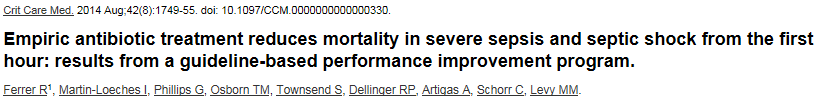 Crit Care Med. 2014 Aug;42(8):1749-55. doi: 10.1097/CCM.0000000000000330.
Empiric antibiotic treatment reduces mortality in severe sepsis and septic shock from the first
hour: results from a guideline-based performance improvement program.
Ferrer R1, Martin-Loeches I, Phillips G, Osborn TM, Townsend S, Dellinger RP, Artigas A, Schorr C, Levy MM.